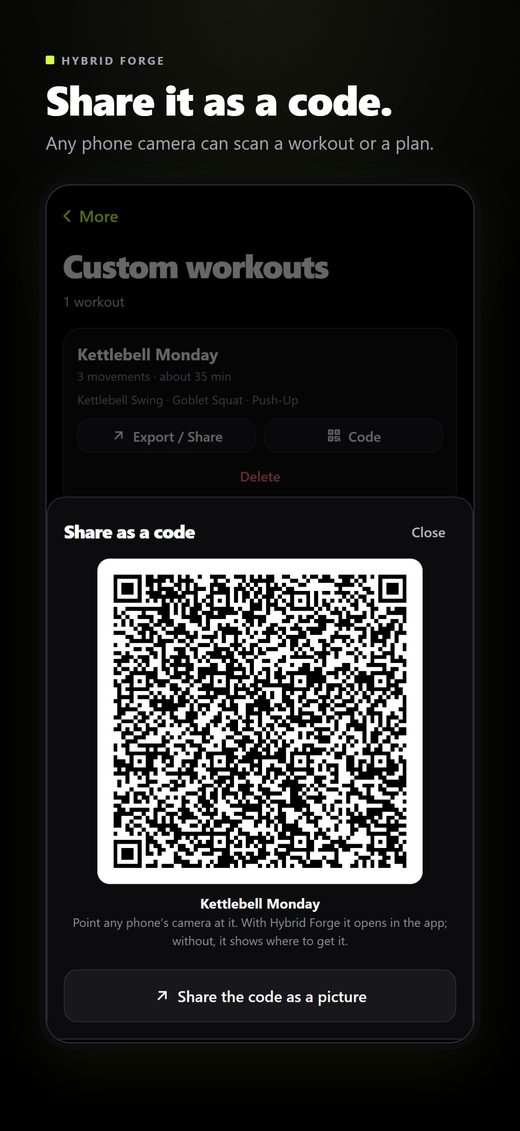 HYBRID FORGE
Share it as a code.
Any phone camera can scan a workout or a plan.
More
Custom workouts
1 workout
Kettlebell Monday
3 movements · about 35 min
Kettlebell Swing · Goblet Squat · Push-Up
Export / Share
Code
Delete
Share as a code
Close
Kettlebell Monday
Point any phone's camera at it. With Hybrid Forge it opens in the app;
without, it shows where to get it.
Share the code as a picture